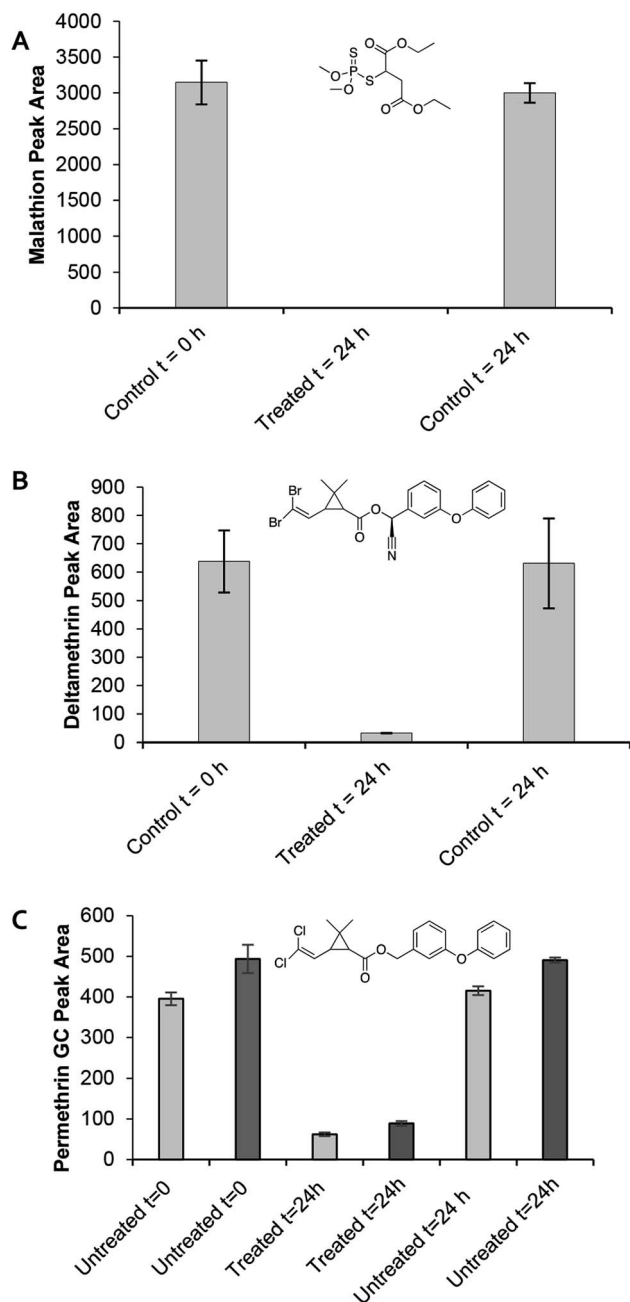 A
Malathion Peak Area
4000
3500
3000
2500
2000
1500
1000
500
0
S
P
S
O
O
O
O
O
O
Control t = 0 h
Treated t = 24 h
Control t = 24 h
B
Deltamethrin Peak Area
900
800
700
600
500
400
300
200
100
0
Br
Br
O
O
O
N
Control t = 0 h
Treated t = 24 h
Control t = 24 h
C
Permethrin GC Peak Area
600
500
400
300
200
100
0
Cl
Cl
O
O
O
Untreated t=0
Untreated t=0
Treated t=24h
Treated t=24h
Untreated t=24 h
Untreated t=24h